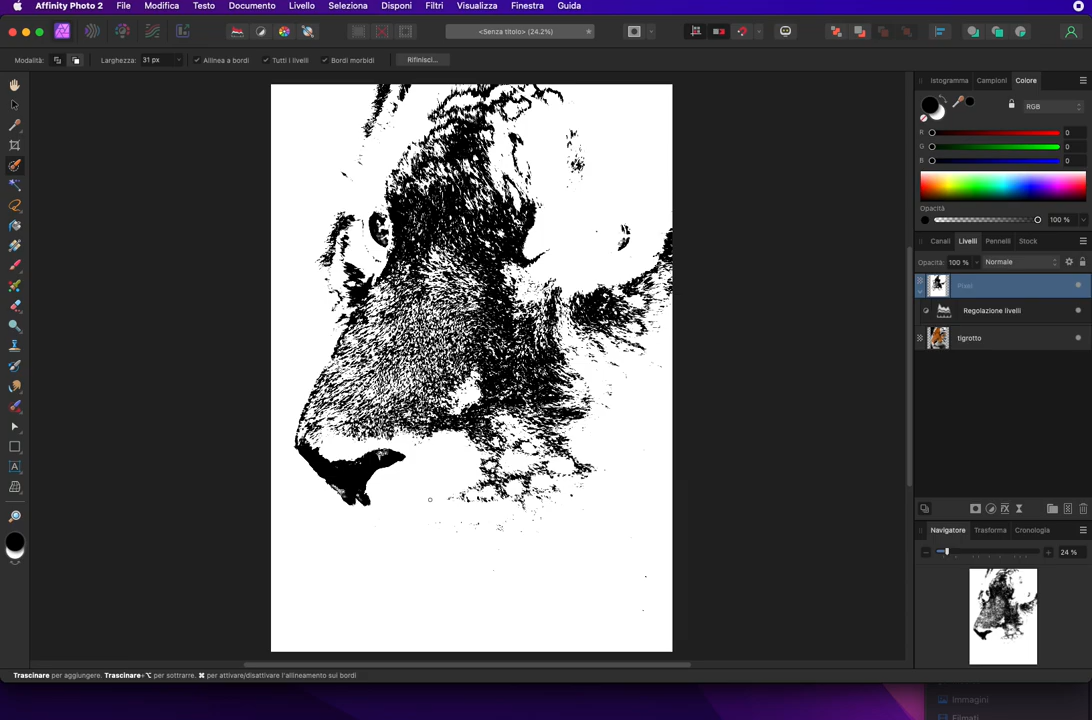 Affinity Photo 2 File Modifica Testo Documento Livello Seleziona Disponi Filtri Visualizza Finestra Guida
<Senza titolo> (24.2%)
Modalità: Larghezza: 31 px Allinea a bordi Tutti i livelli Bordi morbidi Rifinisci...
Istogramma Campioni Colore
RGB
R 0
G 0
B 0
Opacità
100 %
Canali Livelli Pennelli Stock
Opacità: 100 % Normale
Pixel
Regolazione livelli
tigrotto
Navigatore Trasforma Cronologia
24 %
Trascinare per aggiungere. Trascinare+⌥ per sottrarre. ⌘ per attivare/disattivare l'allineamento sui bordi
Immagini
Filmati